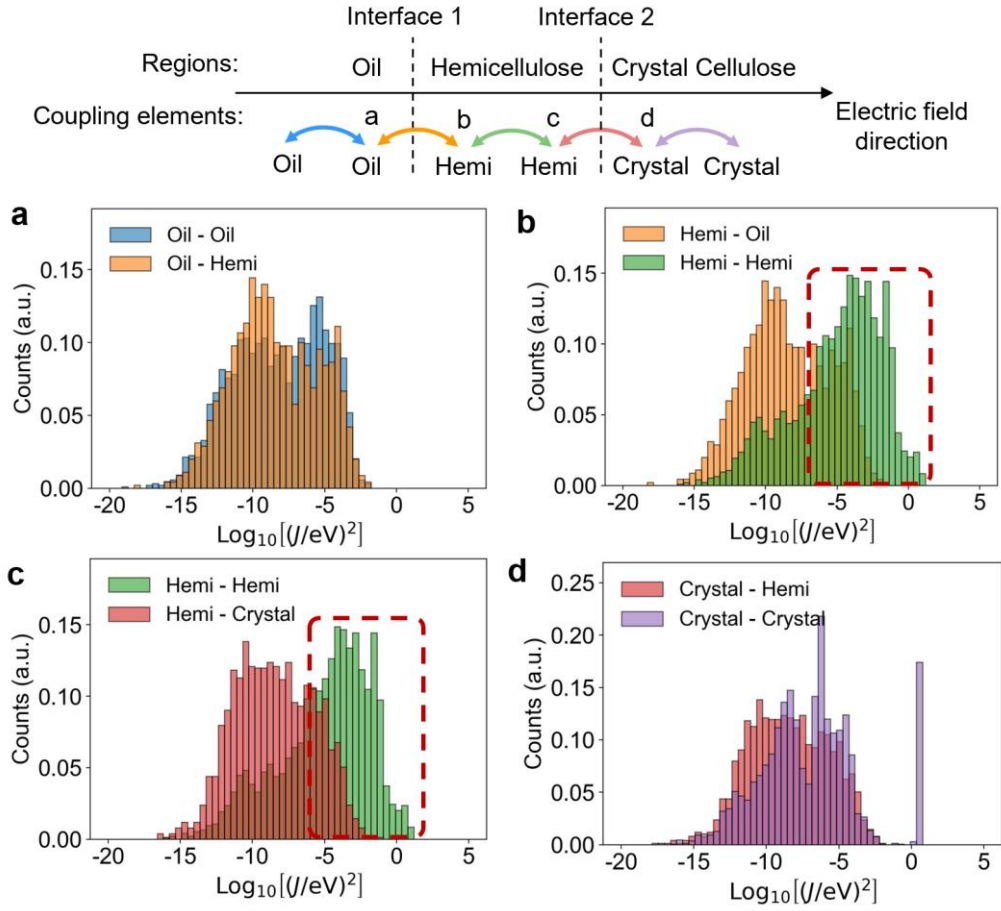 Interface 1 Interface 2
Regions: Oil Hemicellulose Crystal Cellulose
Coupling elements: a b c d Electric field
direction
Oil Oil Hemi Hemi Crystal Crystal
a
Oil - Oil
Oil - Hemi
Counts (a.u.)
0.15
0.10
0.05
0.00
-20 -15 -10 -5 0 5
Log10[(J/eV)2]
b
Hemi - Oil
Hemi - Hemi
Counts (a.u.)
0.15
0.10
0.05
0.00
-20 -15 -10 -5 0 5
Log10[(J/eV)2]
c
Hemi - Hemi
Hemi - Crystal
Counts (a.u.)
0.15
0.10
0.05
0.00
-20 -15 -10 -5 0 5
Log10[(J/eV)2]
d
Crystal - Hemi
Crystal - Crystal
Counts (a.u.)
0.25
0.20
0.15
0.10
0.05
0.00
-20 -15 -10 -5 0 5
Log10[(J/eV)2]